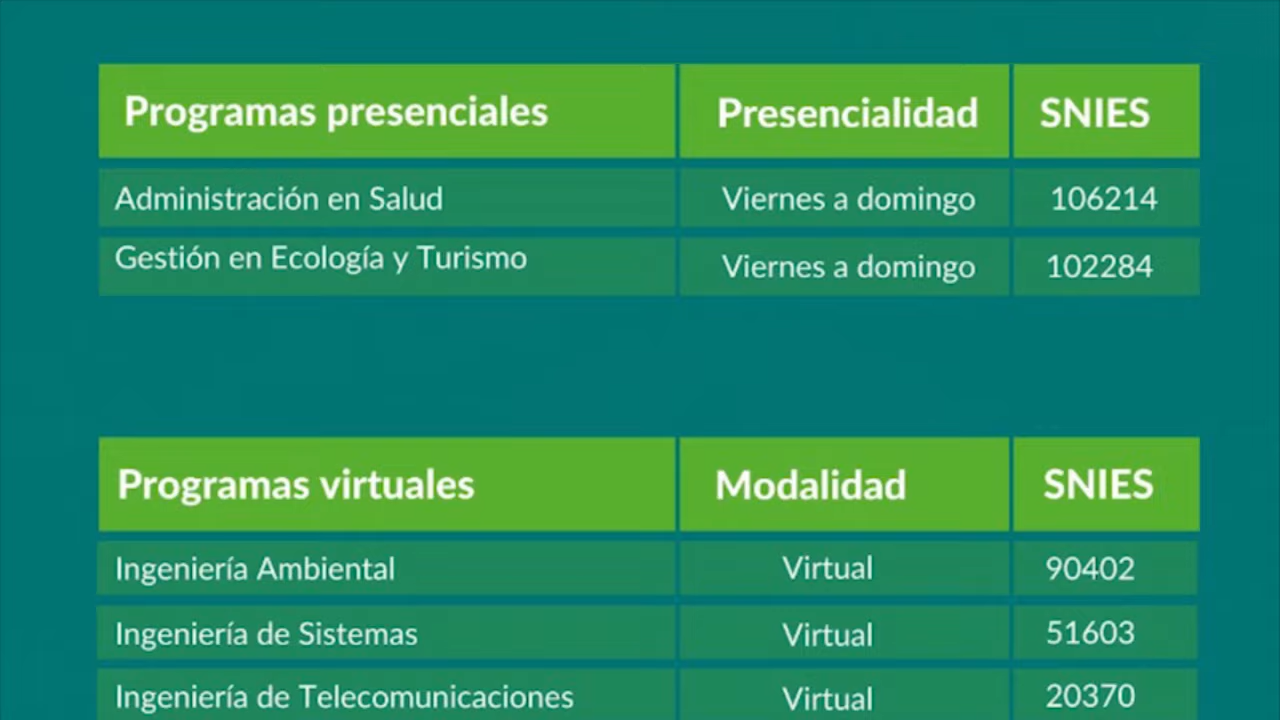 Programas presenciales Presencialidad SNIES
Administración en Salud Viernes a domingo 106214
Gestión en Ecología y Turismo Viernes a domingo 102284
Programas virtuales Modalidad SNIES
Ingeniería Ambiental Virtual 90402
Ingeniería de Sistemas Virtual 51603
Ingeniería de Telecomunicaciones Virtual 20370